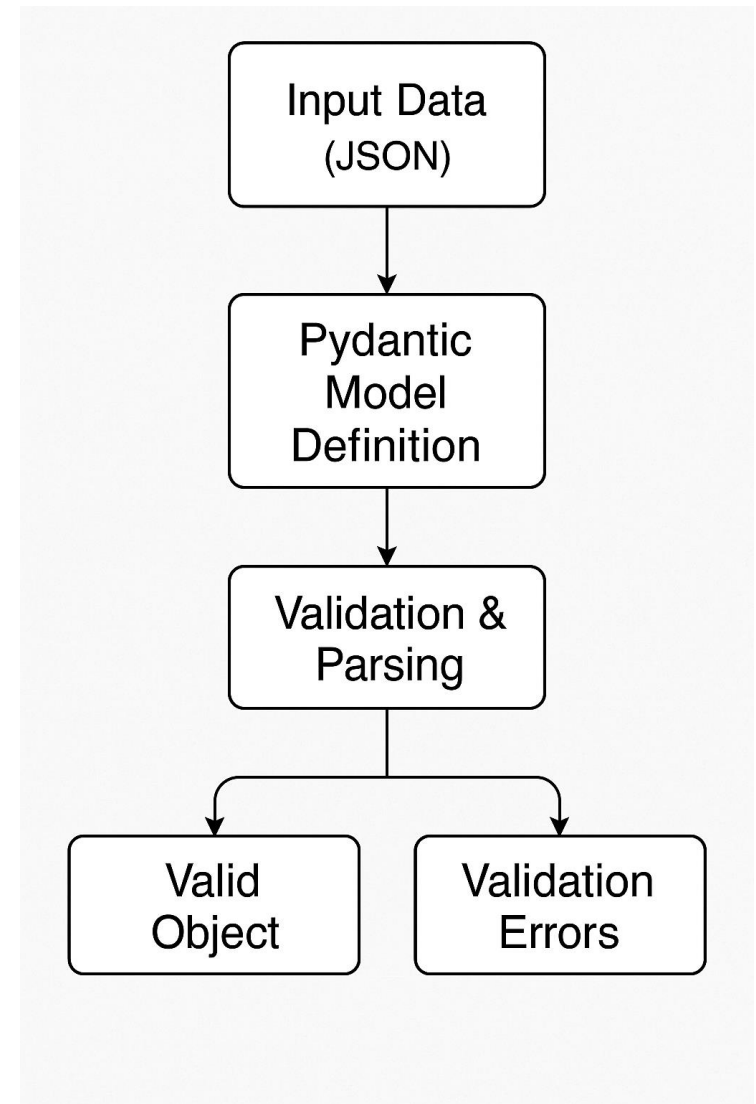 Input Data
(JSON)
Pydantic
Model
Definition
Validation &
Parsing
Valid
Object
Validation
Errors